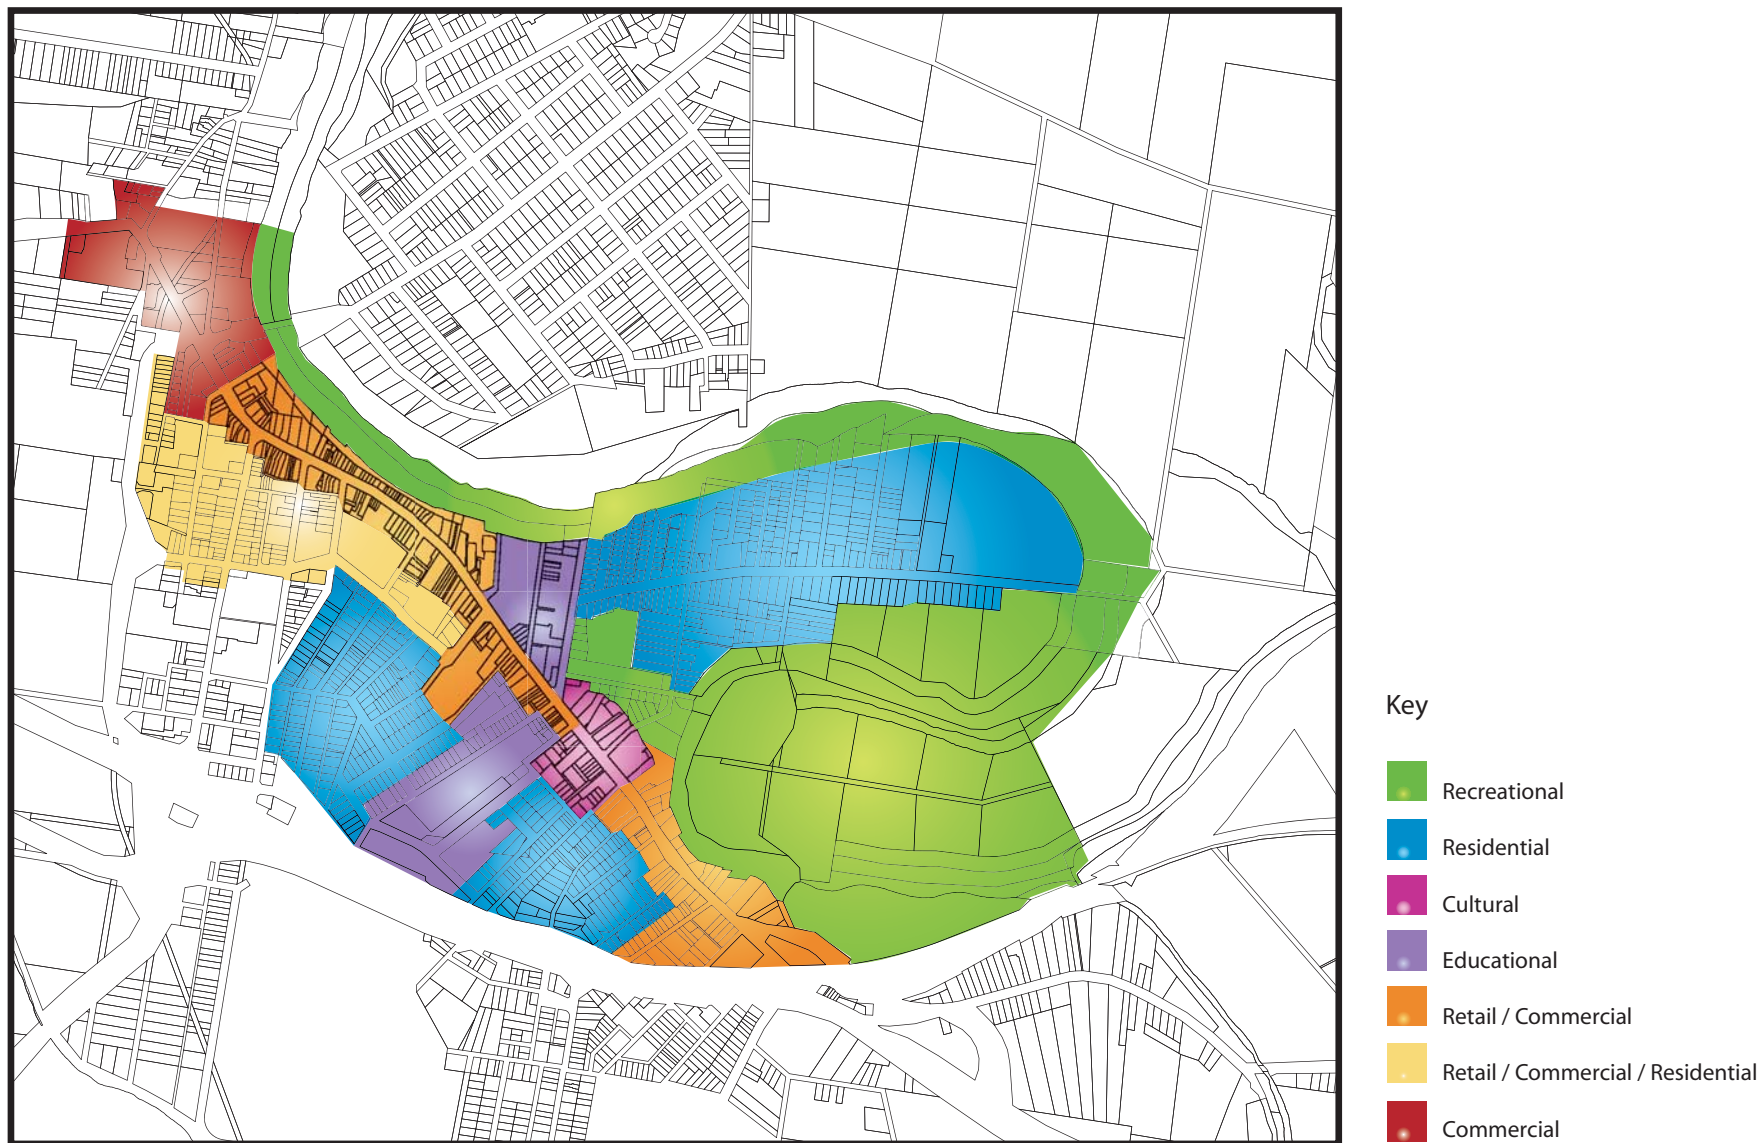 Key
Recreational
Residential
Cultural
Educational
Retail / Commercial
Retail / Commercial / Residential
Commercial